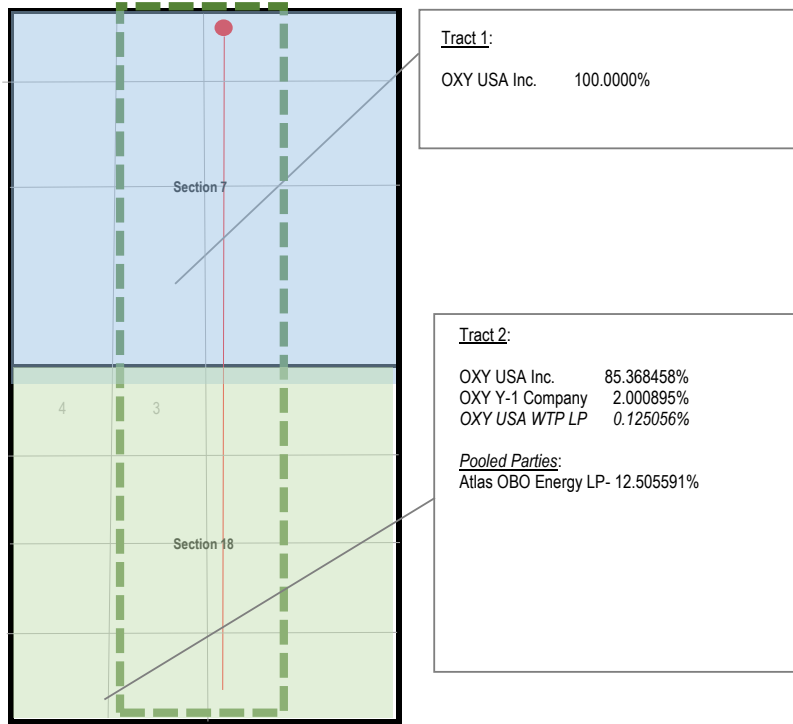 Tract 1:
OXY USA Inc. 100.0000%
Section 7
4 3
Section 18
Tract 2:
OXY USA Inc. 85.368458%
OXY Y-1 Company 2.000895%
OXY USA WTP LP 0.125056%
Pooled Parties:
Atlas OBO Energy LP- 12.505591%